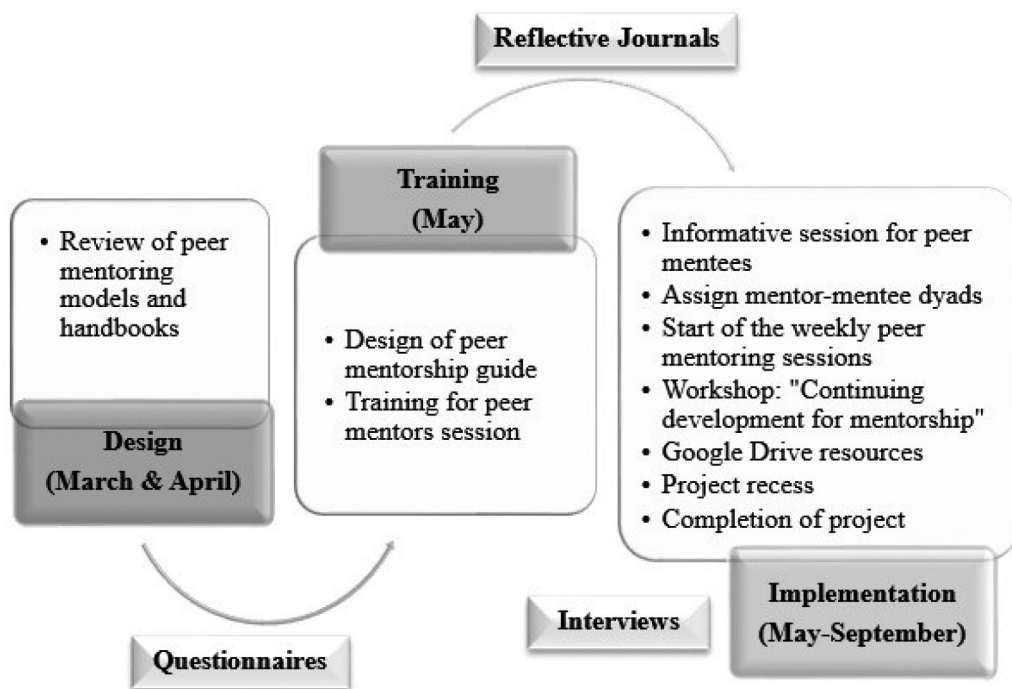 Reflective Journals
Training
(May)
• Review of peer
mentoring
models and
handbooks
Design
(March & April)
• Design of peer
mentorship guide
• Training for peer
mentors session
• Informative session for peer
mentees
• Assign mentor-mentee dyads
• Start of the weekly peer
mentoring sessions
• Workshop: "Continuing
development for mentorship"
• Google Drive resources
• Project recess
• Completion of project
Implementation
(May-September)
Interviews
Questionnaires